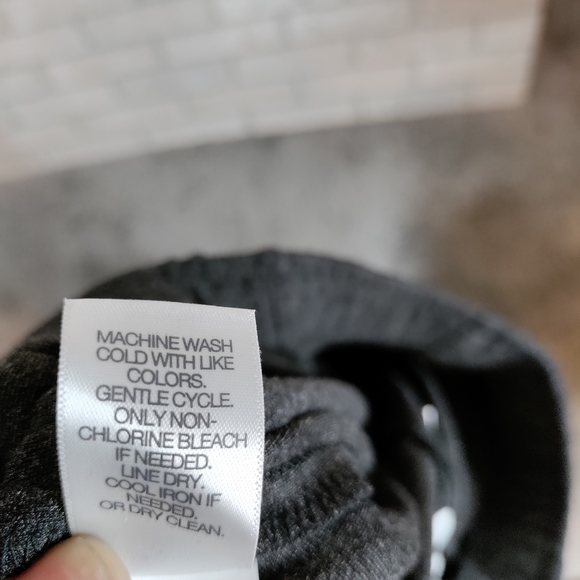 MACHINE WASH
COLD WITH LIKE
COLORS.
GENTLE CYCLE.
ONLY NON-
CHLORINE BLEACH
IF NEEDED.
LINE DRY.
COOL IRON IF
NEEDED.
OR DRY CLEAN.